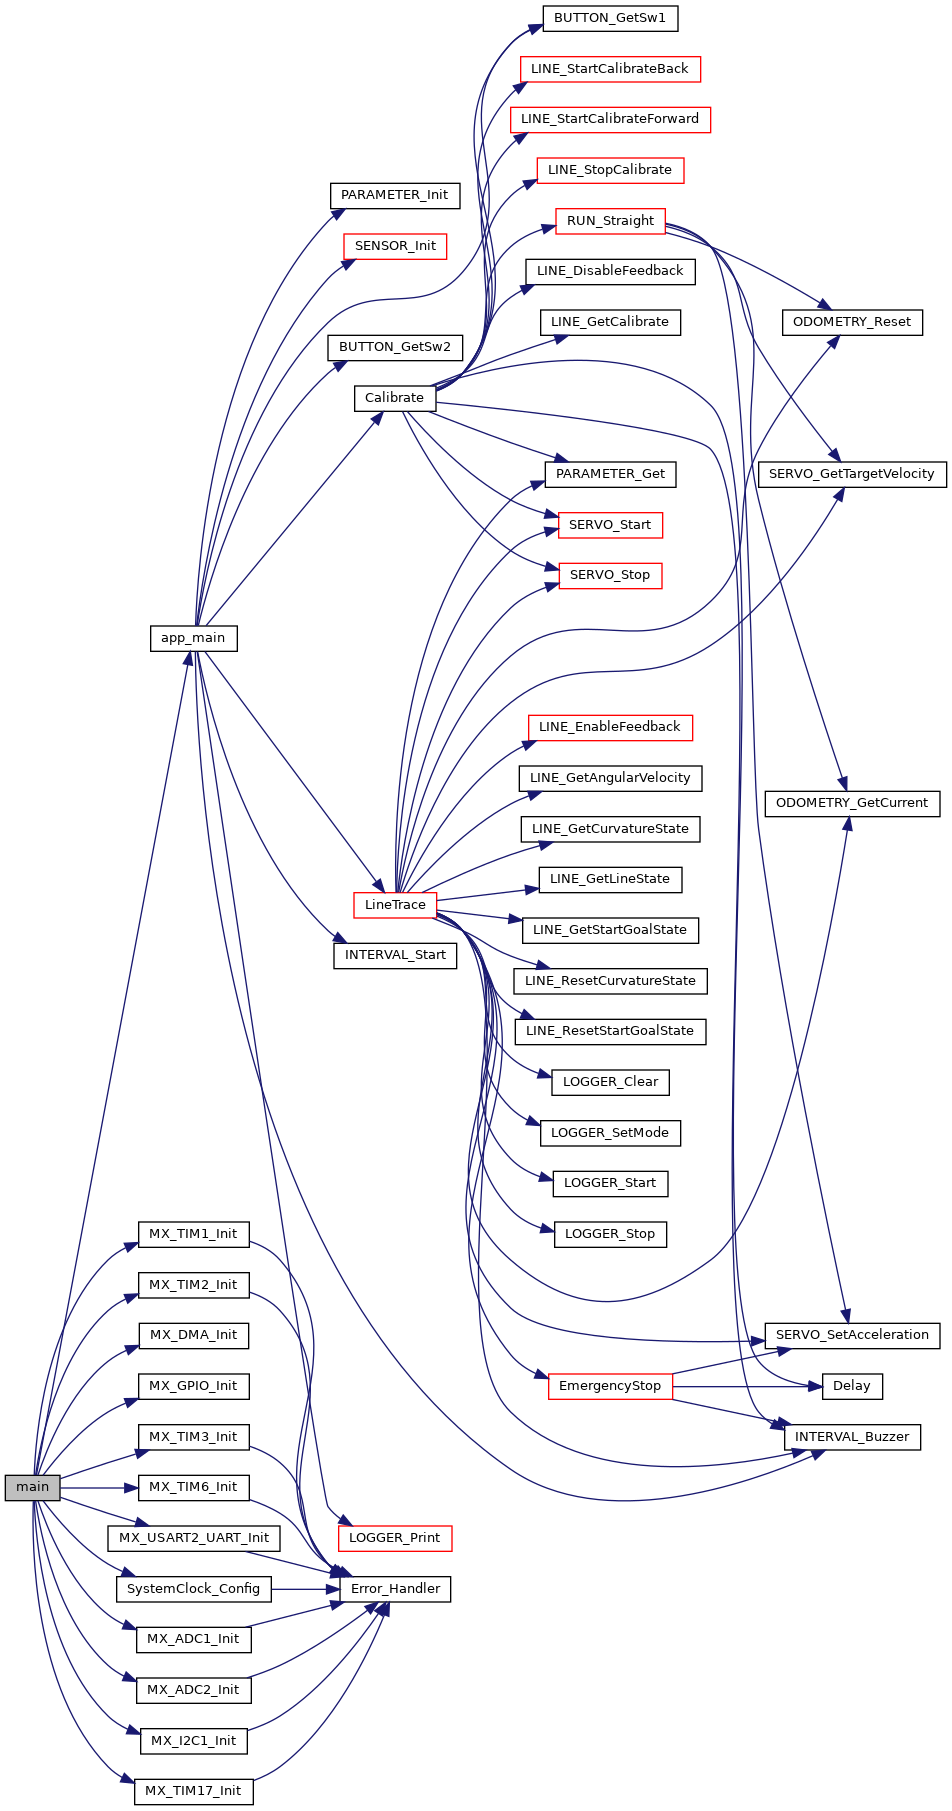 BUTTON_GetSw1
LINE_StartCalibrateBack
LINE_StartCalibrateForward
LINE_StopCalibrate
PARAMETER_Init
RUN_Straight
SENSOR_Init
LINE_DisableFeedback
LINE_GetCalibrate
ODOMETRY_Reset
BUTTON_GetSw2
Calibrate
PARAMETER_Get
SERVO_GetTargetVelocity
SERVO_Start
SERVO_Stop
app_main
LINE_EnableFeedback
LINE_GetAngularVelocity
ODOMETRY_GetCurrent
LINE_GetCurvatureState
LINE_GetLineState
LineTrace
LINE_GetStartGoalState
INTERVAL_Start
LINE_ResetCurvatureState
LINE_ResetStartGoalState
LOGGER_Clear
LOGGER_SetMode
LOGGER_Start
LOGGER_Stop
MX_TIM1_Init
MX_TIM2_Init
MX_DMA_Init
SERVO_SetAcceleration
MX_GPIO_Init
EmergencyStop
Delay
MX_TIM3_Init
INTERVAL_Buzzer
main
MX_TIM6_Init
MX_USART2_UART_Init
LOGGER_Print
SystemClock_Config
Error_Handler
MX_ADC1_Init
MX_ADC2_Init
MX_I2C1_Init
MX_TIM17_Init